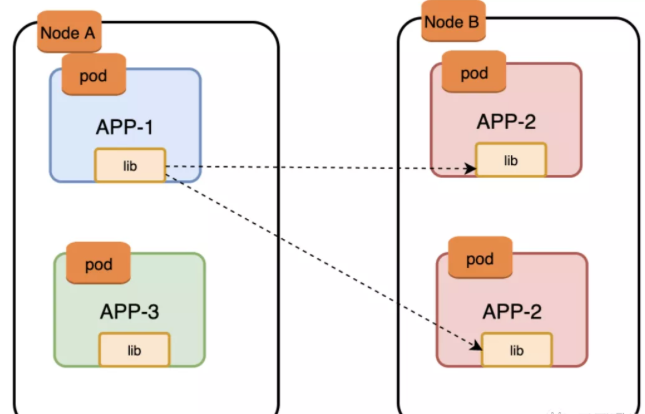 Node A
pod
APP-1
lib
pod
APP-3
lib
Node B
pod
APP-2
lib
pod
APP-2
lib